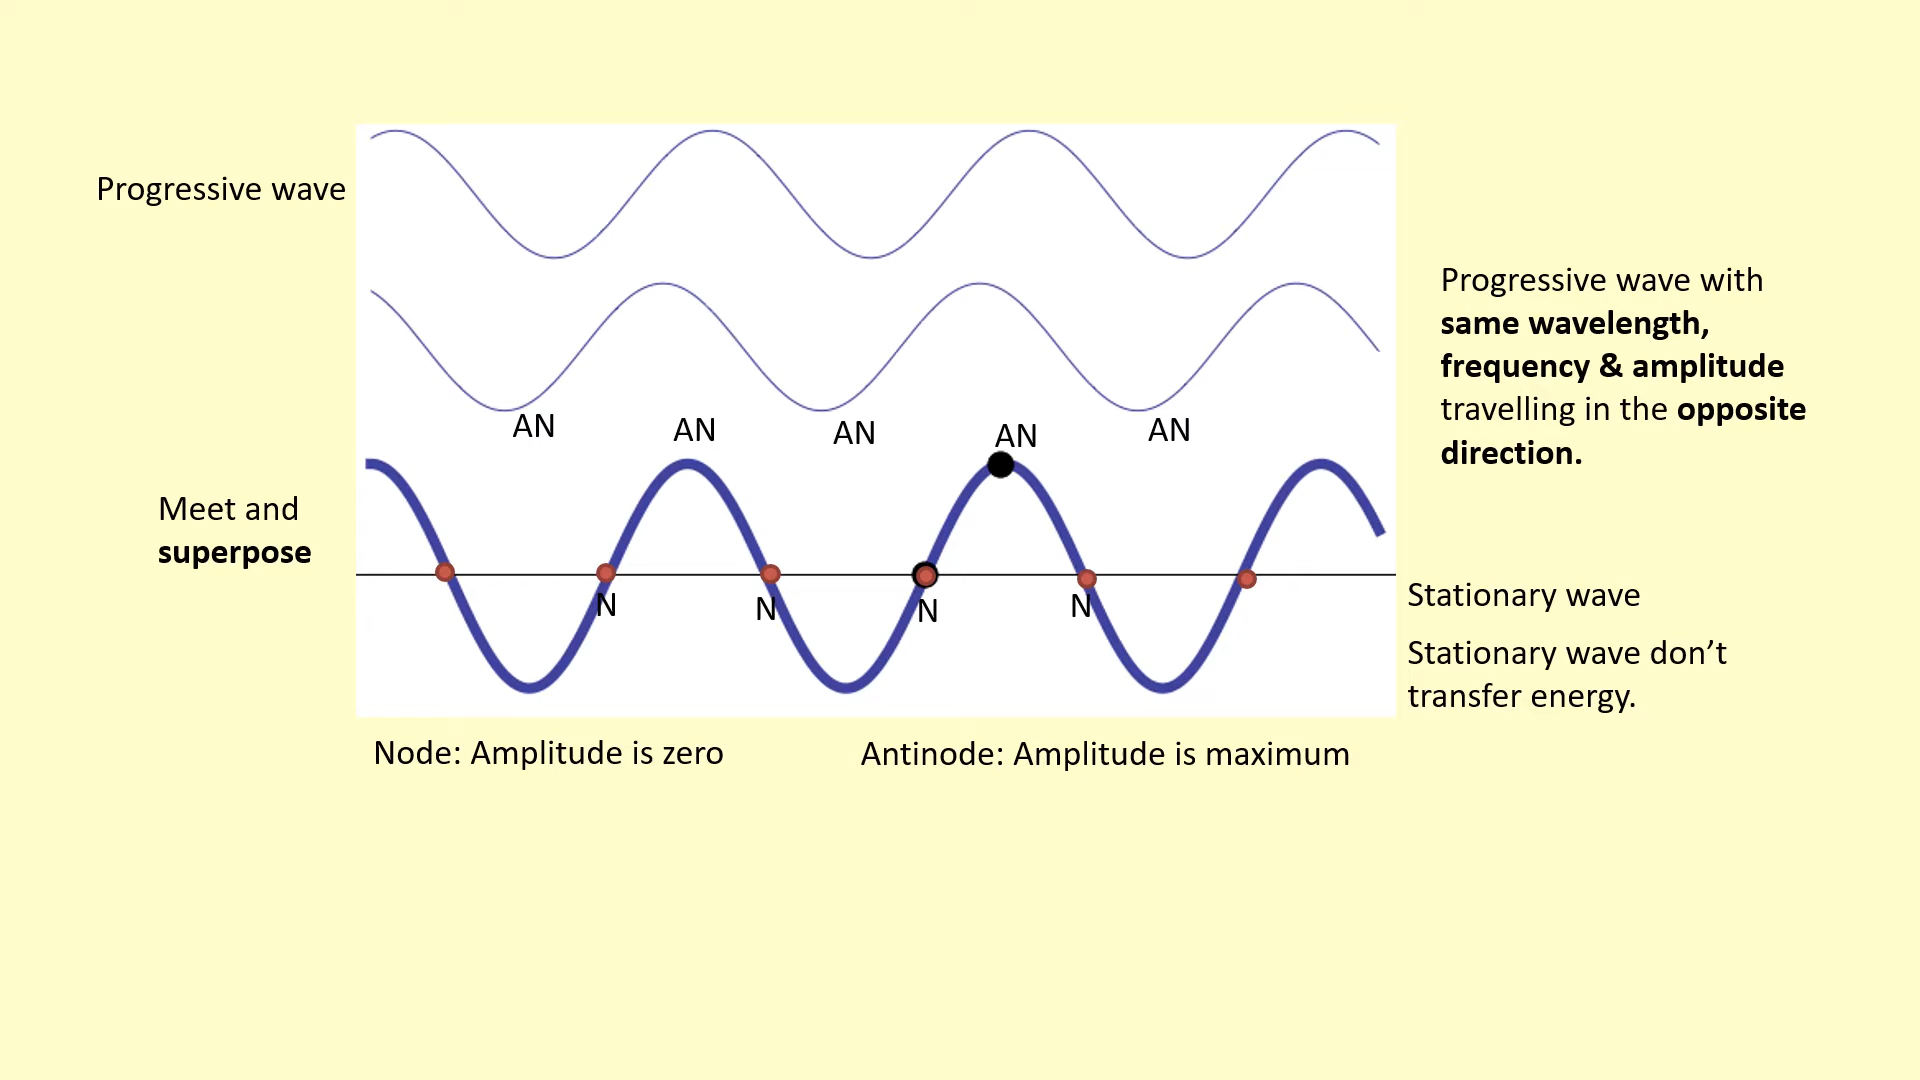 Progressive wave
Progressive wave with
same wavelength,
frequency & amplitude
travelling in the opposite
direction.
AN
AN
AN
AN
AN
Meet and
superpose
N
N
N
N
Stationary wave
Stationary wave don’t
transfer energy.
Node: Amplitude is zero
Antinode: Amplitude is maximum